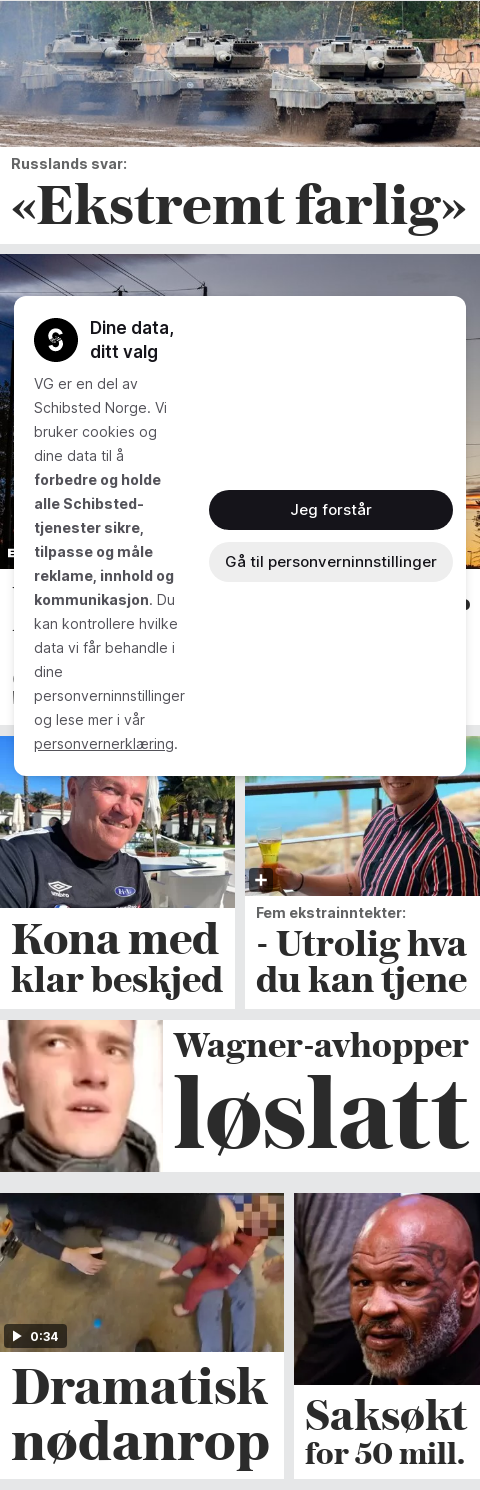 Russlands svar:
«Ekstremt farlig»
Dine data,
ditt valg
VG er en del av
Schibsted Norge. Vi
bruker cookies og
dine data til å
forbedre og holde
alle Schibsted-
tjenester sikre,
tilpasse og måle
reklame, innhold og
kommunikasjon. Du
kan kontrollere hvilke
data vi får behandle i
dine
personverninnstillinger
og lese mer i vår
personvernerklæring.
Jeg forstår
Gå til personverninnstillinger
umbro
Kona med
klar beskjed
Fem ekstrainntekter:
- Utrolig hva
du kan tjene
Wagner-avhopper
løslatt
0:34
Dramatisk
nødanrop
Saksøkt
for 50 mill.